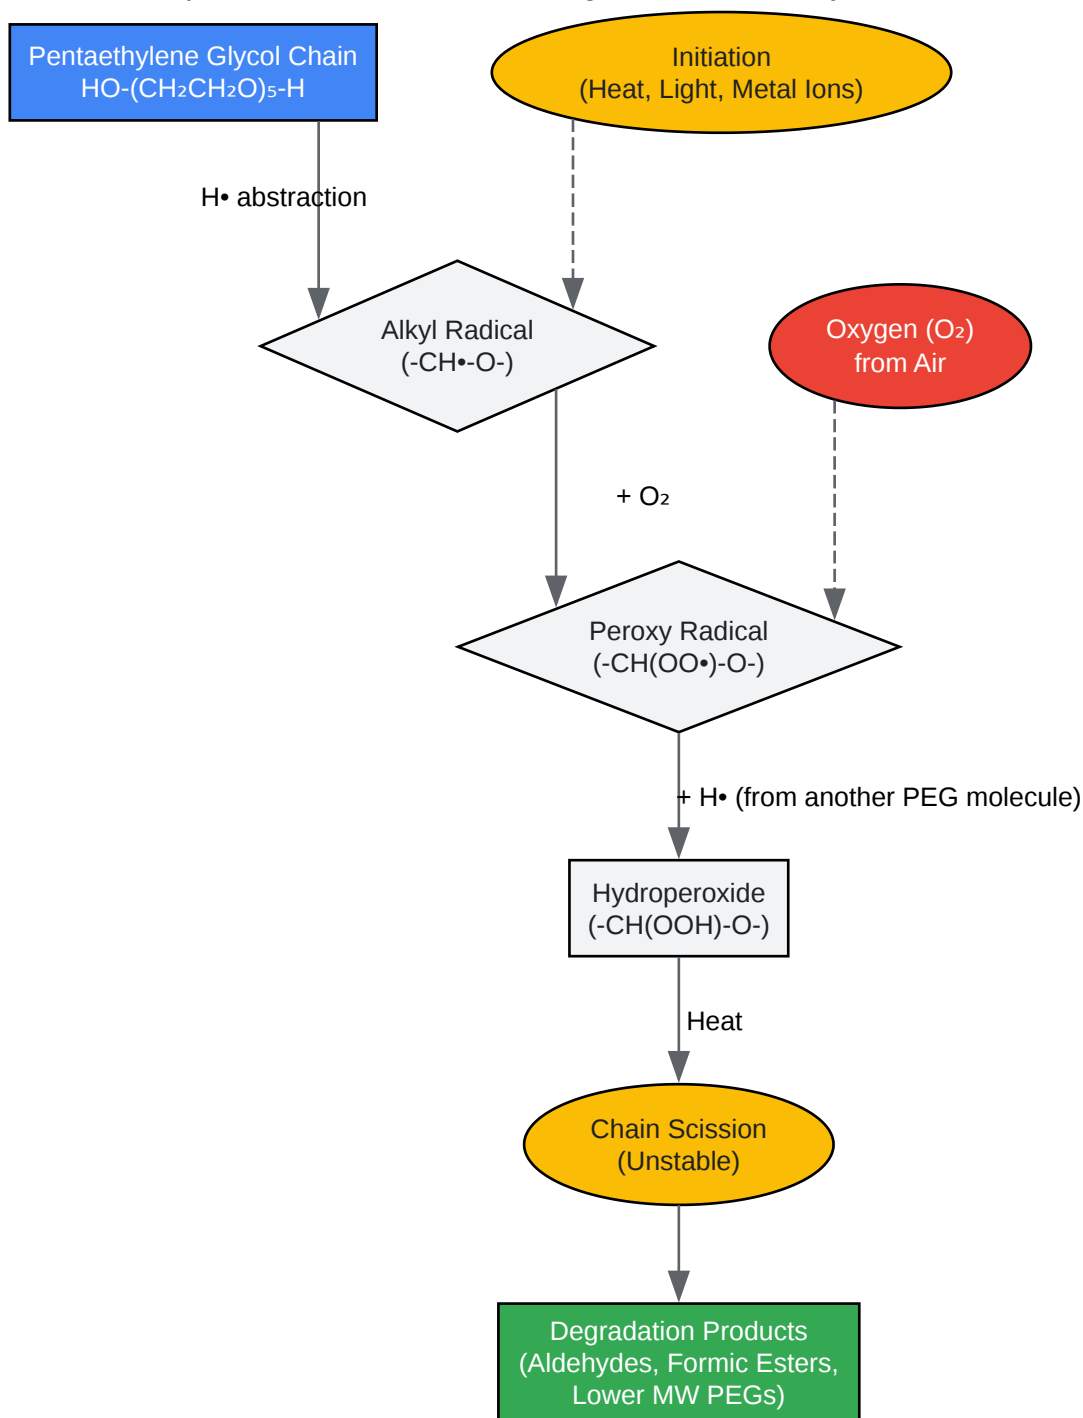 Pentaethylene Glycol Chain
HO-(CH₂CH₂O)₅-H
Initiation
(Heat, Light, Metal Ions)
H• abstraction
Alkyl Radical
(-CH•-O-)
Oxygen (O₂)
from Air
+ O₂
Peroxy Radical
(-CH(OO•)-O-)
+ H• (from another PEG molecule)
Hydroperoxide
(-CH(OOH)-O-)
Heat
Chain Scission
(Unstable)
Degradation Products
(Aldehydes, Formic Esters,
Lower MW PEGs)